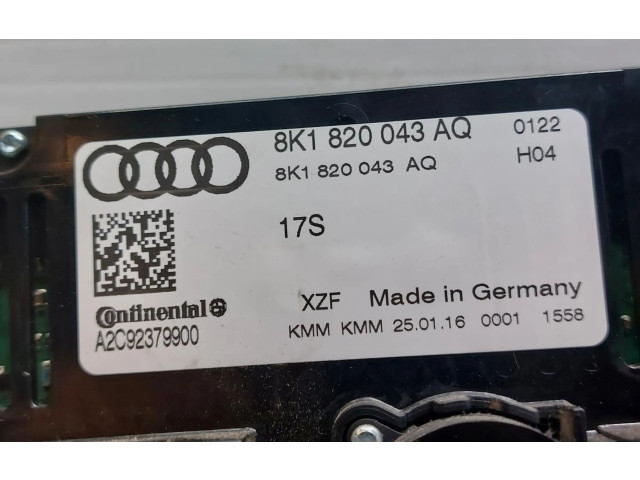 8K1 820 043 AQ 0122
8K1 820 043 AQ H04
17S
Continental XZF Made in Germany
A2C92379900 KMM KMM 25.01.16 0001 1558